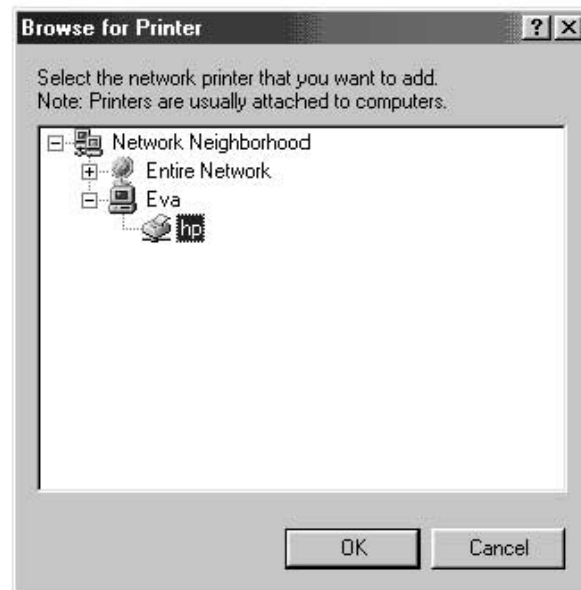 Browse for Printer
Select the network printer that you want to add.
Note: Printers are usually attached to computers.
Network Neighborhood
Entire Network
Eva
hp
OK Cancel